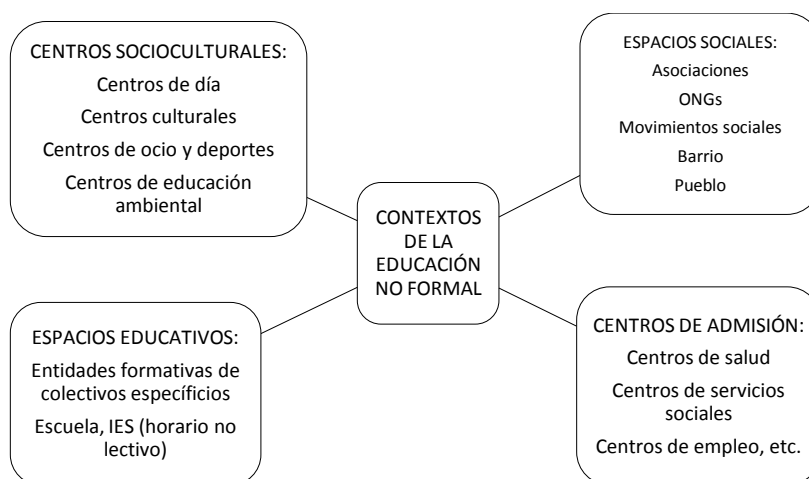 CENTROS SOCIOCULTURALES:
Centros de día
Centros culturales
Centros de ocio y deportes
Centros de educación
ambiental
ESPACIOS SOCIALES:
Asociaciones
ONGs
Movimientos sociales
Barrio
Pueblo
CONTEXTOS
DE LA
EDUCACIÓN
NO FORMAL
ESPACIOS EDUCATIVOS:
Entidades formativas de
colectivos específicios
Escuela, IES (horario no
lectivo)
CENTROS DE ADMISIÓN:
Centros de salud
Centros de servicios
sociales
Centros de empleo, etc.